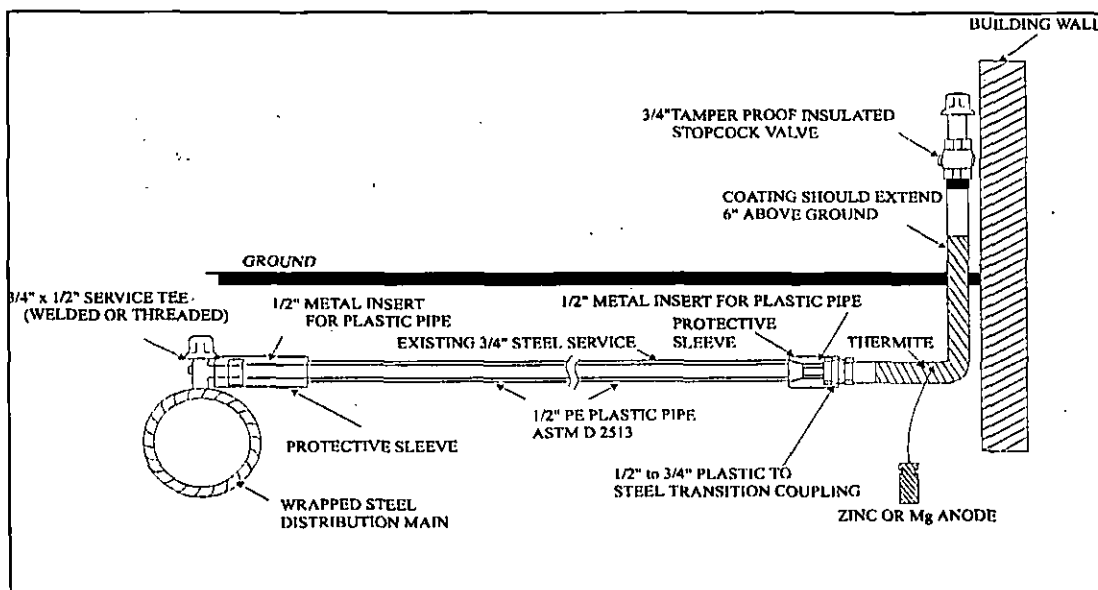 BUILDING WALL
3/4" TAMPER PROOF INSULATED
STOPCOCK VALVE
COATING SHOULD EXTEND
6" ABOVE GROUND
GROUND
3/4" x 1/2" SERVICE TEE
(WELDED OR THREADED)
1/2" METAL INSERT
FOR PLASTIC PIPE
1/2" METAL INSERT FOR PLASTIC PIPE
PROTECTIVE
SLEEVE
THERMITE
EXISTING 3/4" STEEL SERVICE
1/2" PE PLASTIC PIPE
ASTM D 2513
PROTECTIVE SLEEVE
1/2" to 3/4" PLASTIC TO
STEEL TRANSITION COUPLING
ZINC OR Mg ANODE
WRAPPED STEEL
DISTRIBUTION MAIN